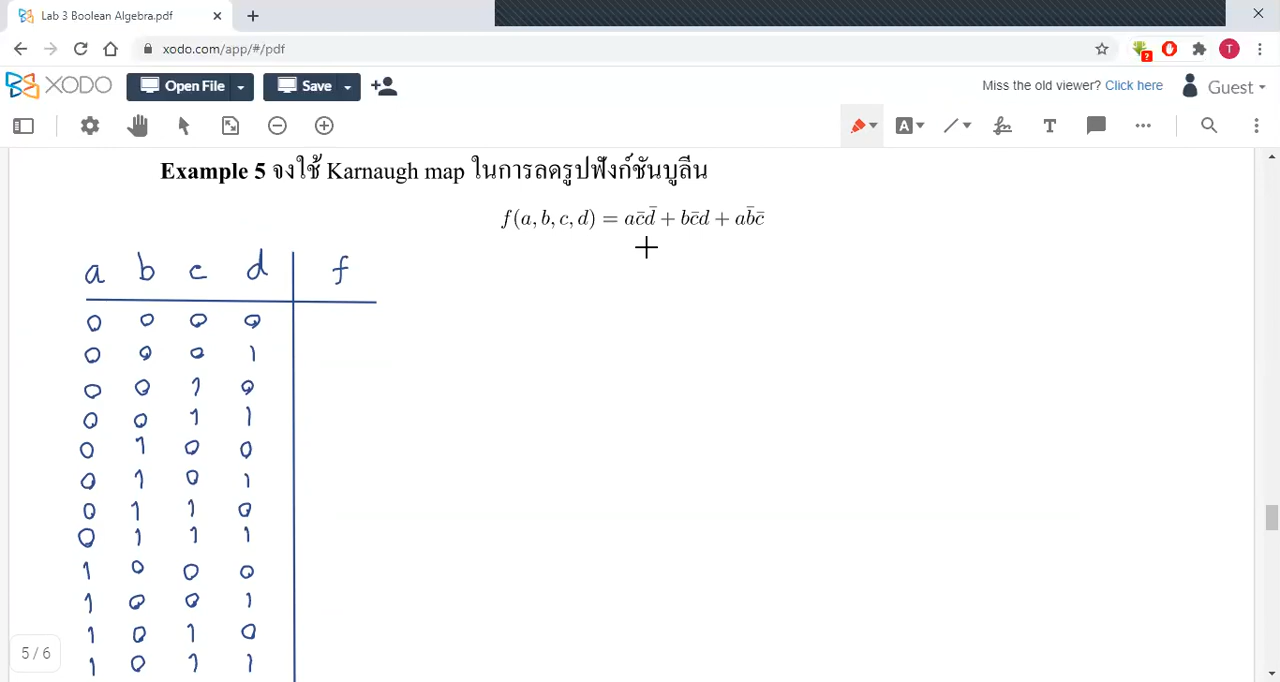 Lab 3 Boolean Algebra.pdf
xodo.com/app/#/pdf
T
XODO Open File Save Miss the old viewer? Click here Guest
A T
Example 5 จงใช้ Karnaugh map ในการลดรูปฟังก์ชันบูลีน
f(a, b, c, d) = ac̄d̄ + bc̄d + ab̄c̄
a b c d f
0 0 0 0
0 0 0 1
0 0 1 0
0 0 1 1
0 1 0 0
0 1 0 1
0 1 1 0
0 1 1 1
1 0 0 0
1 0 0 1
1 0 1 0
1 0 1 1
5 / 6